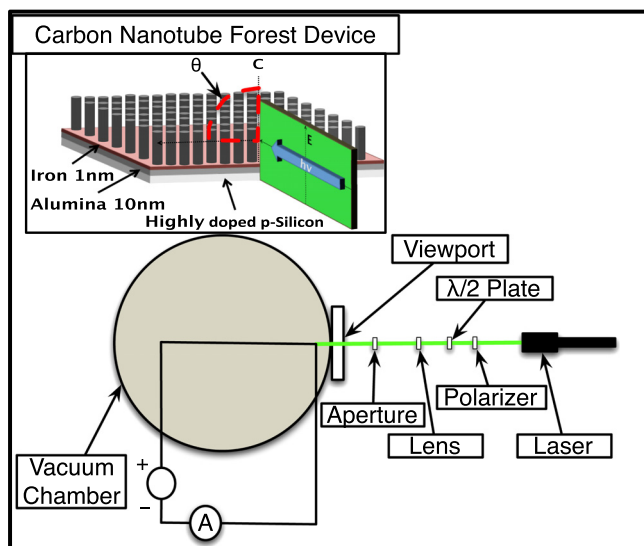 Carbon Nanotube Forest Device
θ
C
E
hν
Iron 1nm
Alumina 10nm
Highly doped p-Silicon
Viewport
λ/2 Plate
Polarizer
Aperture
Lens
Laser
Vacuum
Chamber
+
−
A